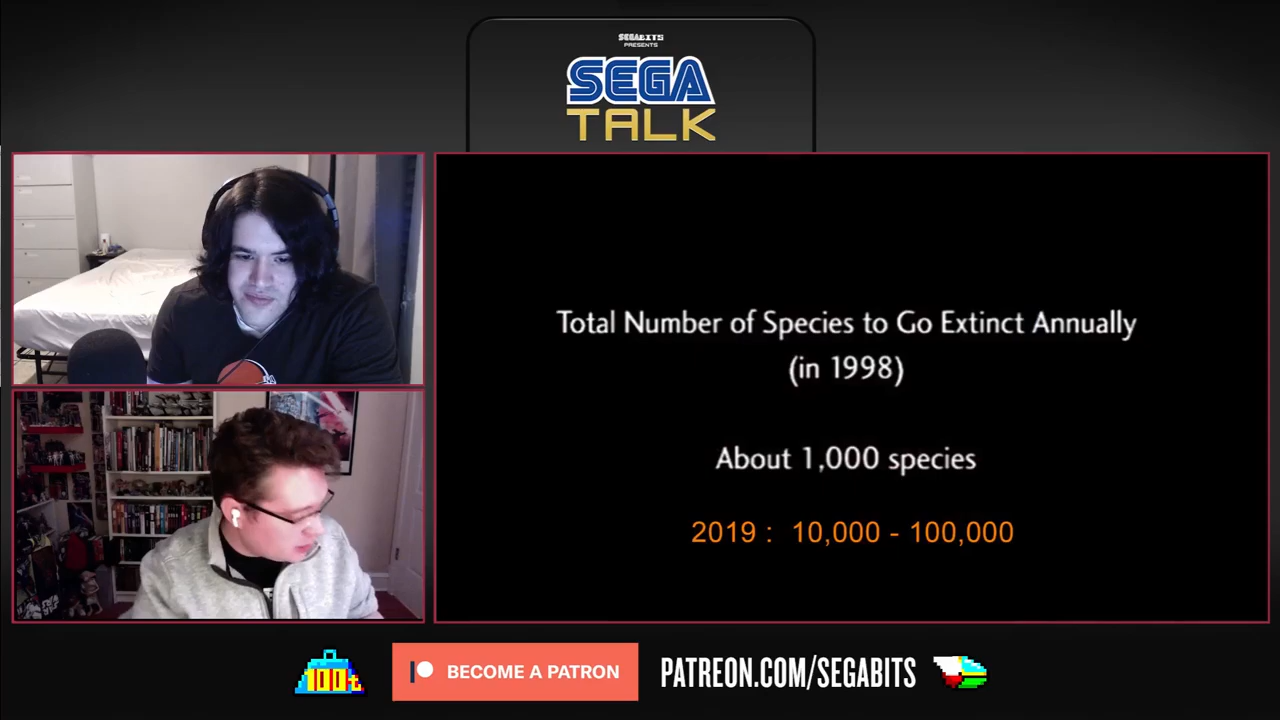 SEGABITS
PRESENTS
SEGA
TALK
Total Number of Species to Go Extinct Annually
(in 1998)
About 1,000 species
2019 : 10,000 - 100,000
100t
BECOME A PATRON
PATREON.COM/SEGABITS